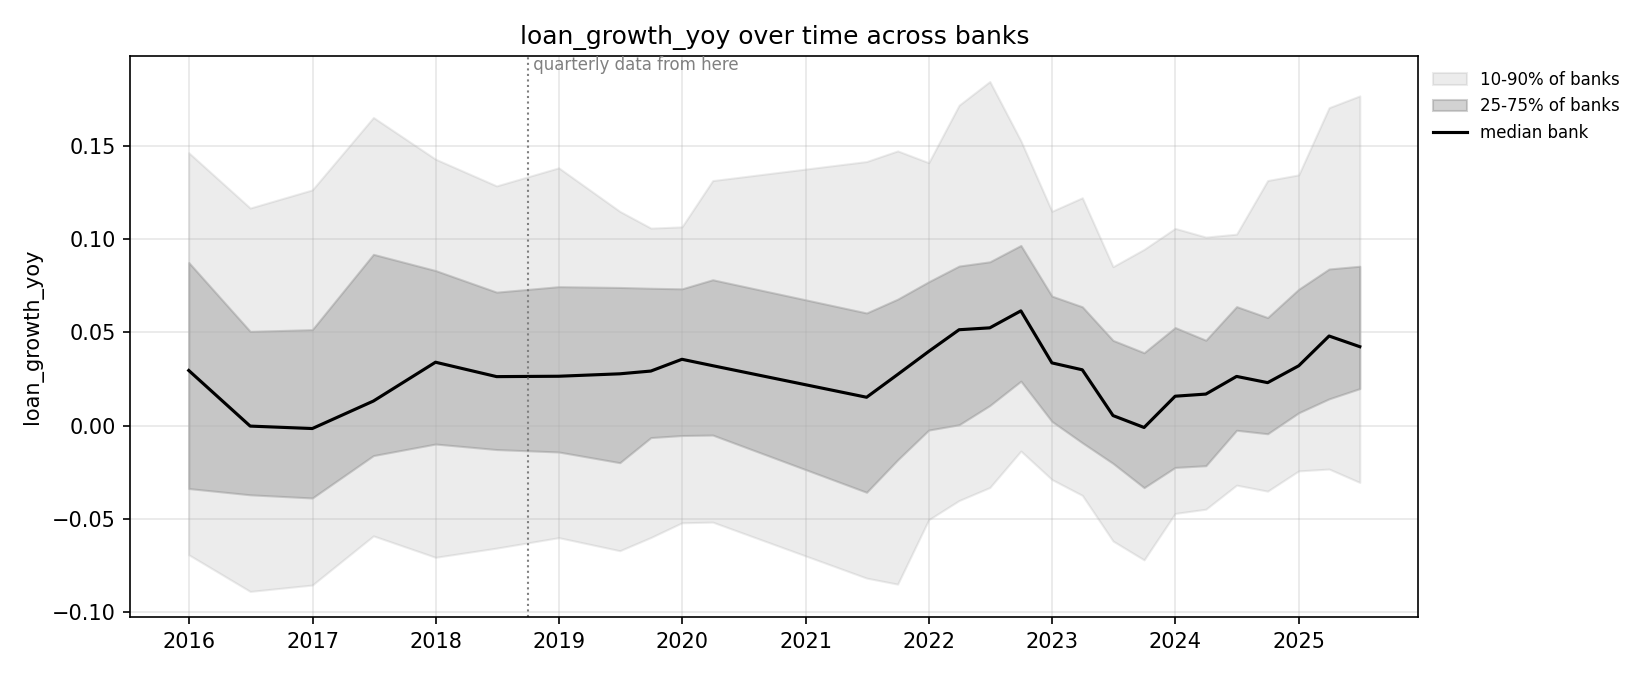 loan_growth_yoy over time across banks
quarterly data from here
10-90% of banks
25-75% of banks
median bank
loan_growth_yoy
0.15
0.10
0.05
0.00
−0.05
−0.10
2016 2017 2018 2019 2020 2021 2022 2023 2024 2025